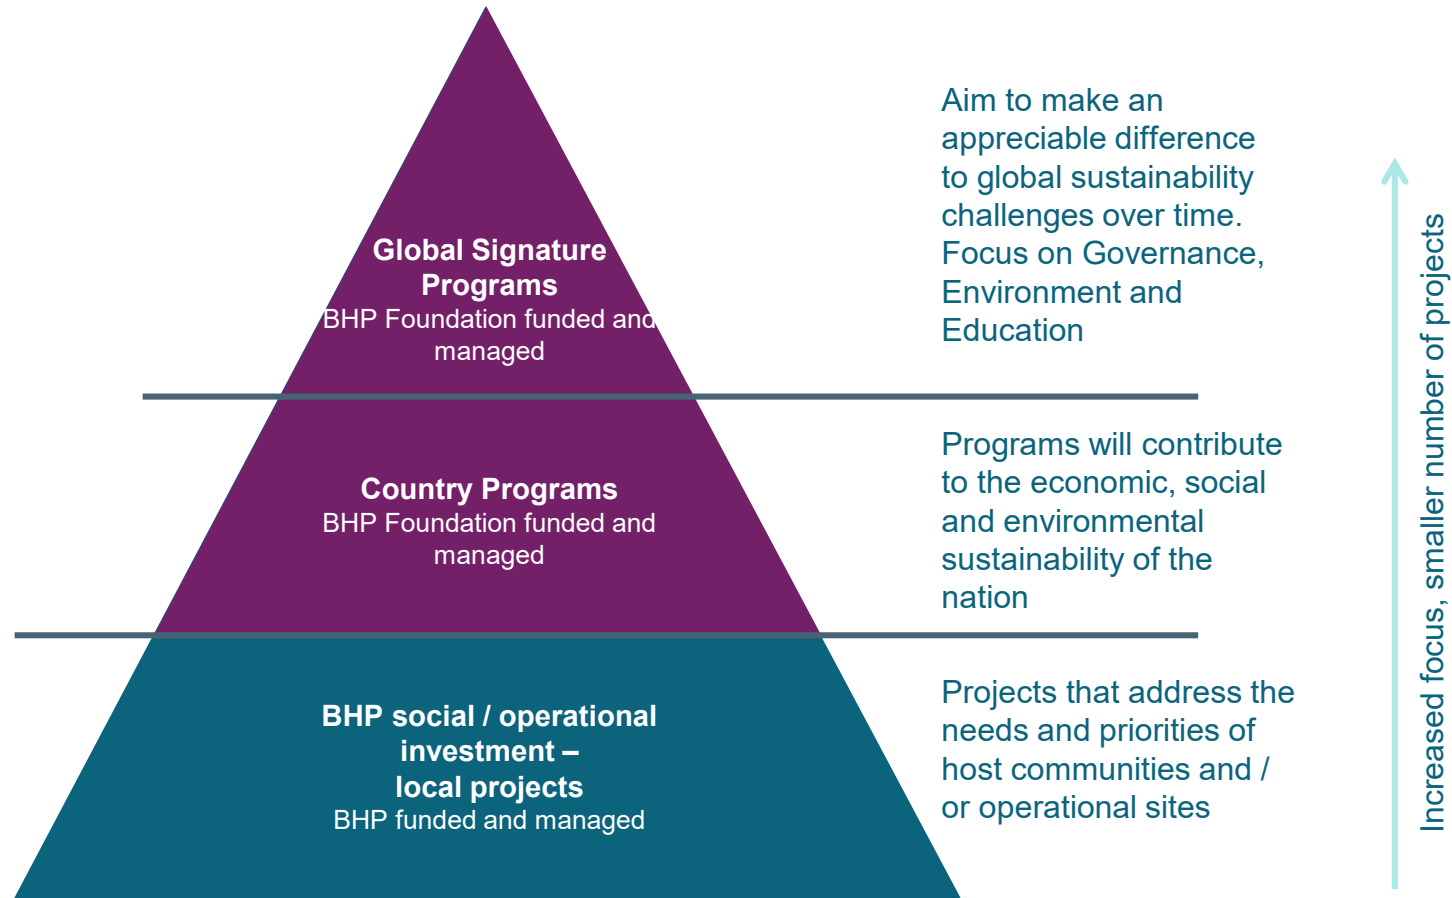 Global Signature
Programs
BHP Foundation funded and
managed
Aim to make an
appreciable difference
to global sustainability
challenges over time.
Focus on Governance,
Environment and
Education
Country Programs
BHP Foundation funded and
managed
Programs will contribute
to the economic, social
and environmental
sustainability of the
nation
BHP social / operational
investment –
local projects
BHP funded and managed
Projects that address the
needs and priorities of
host communities and /
or operational sites
Increased focus, smaller number of projects